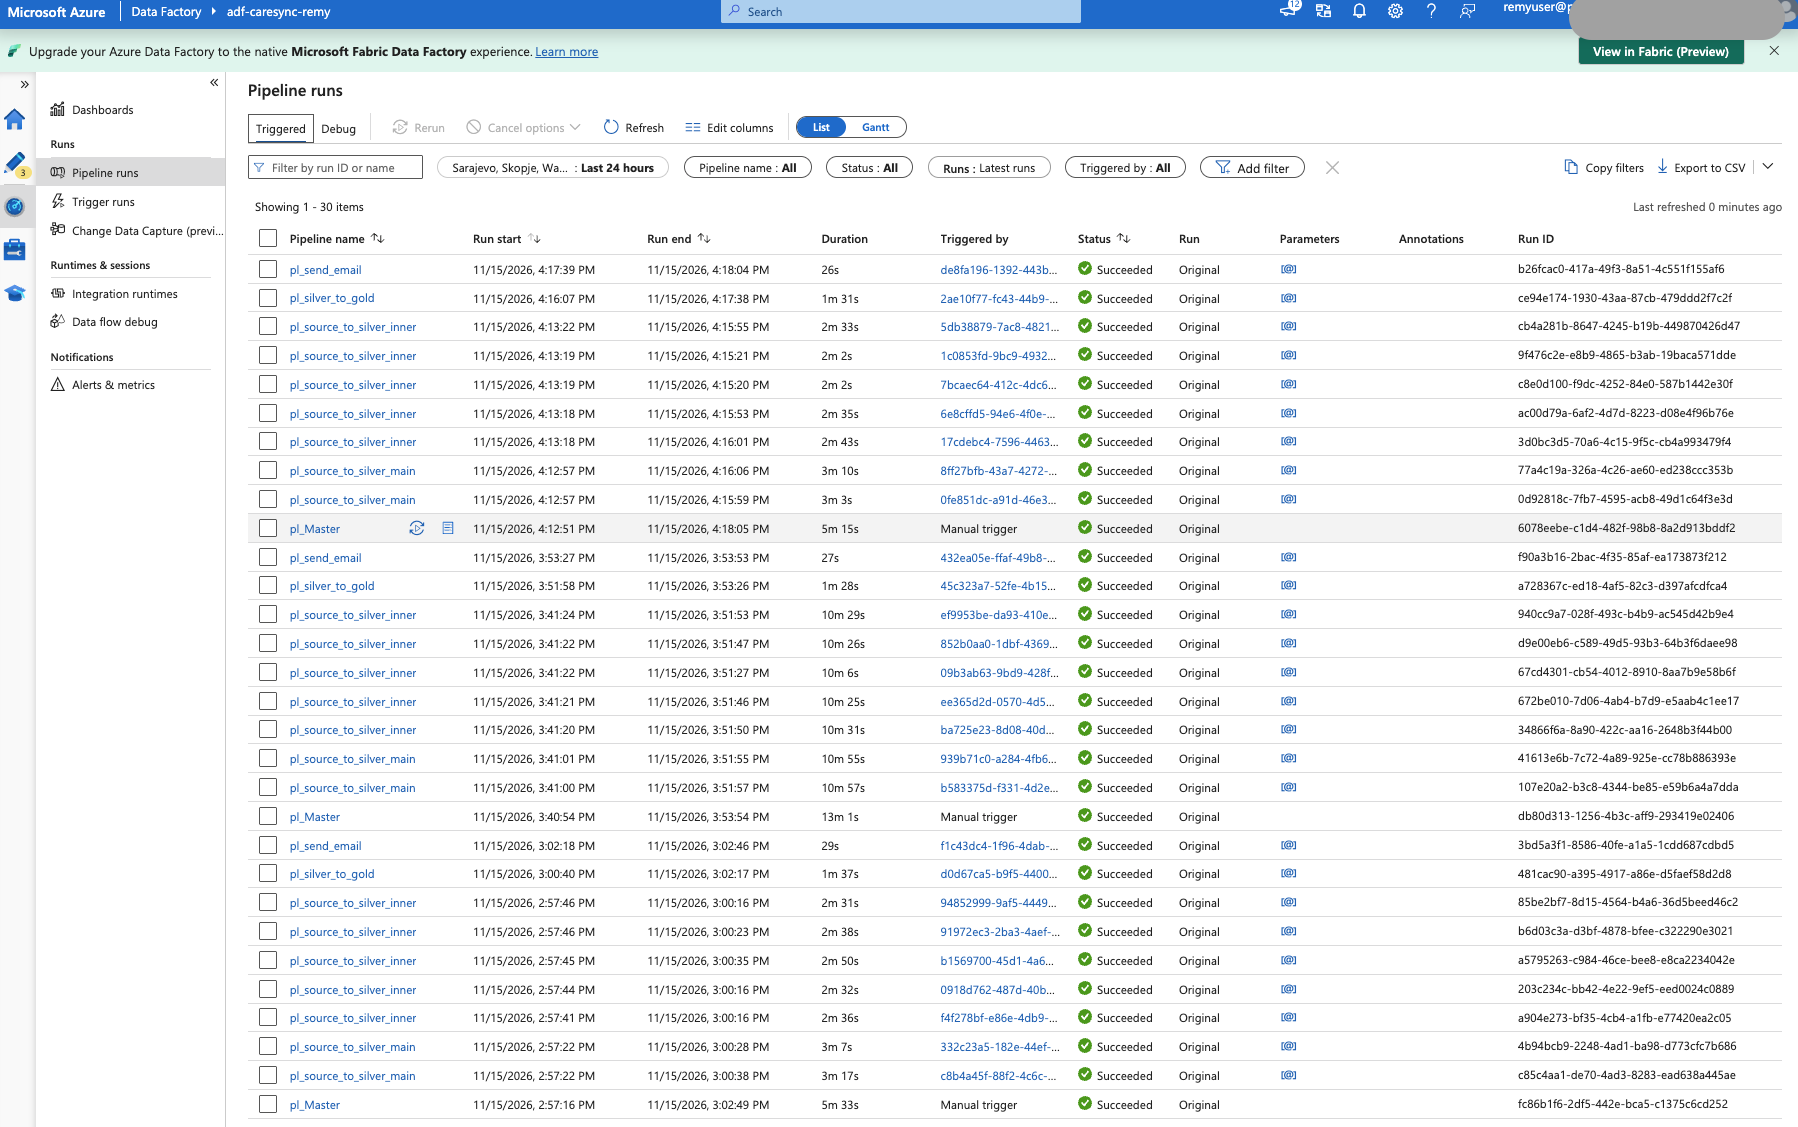 Microsoft Azure Data Factory adf-caresync-remy Search 12 remyuser@p
Upgrade your Azure Data Factory to the native Microsoft Fabric Data Factory experience. Learn more View in Fabric (Preview)
Dashboards
Runs
3
Pipeline runs
Trigger runs
Change Data Capture (previ...
Runtimes & sessions
Integration runtimes
Data flow debug
Notifications
Alerts & metrics
Pipeline runs
Triggered Debug Rerun Cancel options Refresh Edit columns List Gantt
Filter by run ID or name Sarajevo, Skopje, Wa... : Last 24 hours Pipeline name : All Status : All Runs : Latest runs Triggered by : All Add filter Copy filters Export to CSV
Showing 1 - 30 items Last refreshed 0 minutes ago
Pipeline name Run start Run end Duration Triggered by Status Run Parameters Annotations Run ID
pl_send_email 11/15/2026, 4:17:39 PM 11/15/2026, 4:18:04 PM 26s de8fa196-1392-443b... Succeeded Original [@] b26fcac0-417a-49f3-8a51-4c551f155af6
pl_silver_to_gold 11/15/2026, 4:16:07 PM 11/15/2026, 4:17:38 PM 1m 31s 2ae10f77-fc43-44b9-... Succeeded Original [@] ce94e174-1930-43aa-87cb-479ddd2f7c2f
pl_source_to_silver_inner 11/15/2026, 4:13:22 PM 11/15/2026, 4:15:55 PM 2m 33s 5db38879-7ac8-4821... Succeeded Original [@] cb4a281b-8647-4245-b19b-449870426d47
pl_source_to_silver_inner 11/15/2026, 4:13:19 PM 11/15/2026, 4:15:21 PM 2m 2s 1c0853fd-9bc9-4932... Succeeded Original [@] 9f476c2e-e8b9-4865-b3ab-19baca571dde
pl_source_to_silver_inner 11/15/2026, 4:13:19 PM 11/15/2026, 4:15:20 PM 2m 2s 7bcaec64-412c-4dc6... Succeeded Original [@] c8e0d100-f9dc-4252-84e0-587b1442e30f
pl_source_to_silver_inner 11/15/2026, 4:13:18 PM 11/15/2026, 4:15:53 PM 2m 35s 6e8cffd5-94e6-4f0e-... Succeeded Original [@] ac00d79a-6af2-4d7d-8223-d08e4f96b76e
pl_source_to_silver_inner 11/15/2026, 4:13:18 PM 11/15/2026, 4:16:01 PM 2m 43s 17cdebc4-7596-4463... Succeeded Original [@] 3d0bc3d5-70a6-4c15-9f5c-cb4a993479f4
pl_source_to_silver_main 11/15/2026, 4:12:57 PM 11/15/2026, 4:16:06 PM 3m 10s 8ff27bfb-43a7-4272-... Succeeded Original [@] 77a4c19a-326a-4c26-ae60-ed238ccc353b
pl_source_to_silver_main 11/15/2026, 4:12:57 PM 11/15/2026, 4:15:59 PM 3m 3s 0fe851dc-a91d-46e3... Succeeded Original [@] 0d92818c-7fb7-4595-acb8-49d1c64f3e3d
pl_Master 11/15/2026, 4:12:51 PM 11/15/2026, 4:18:05 PM 5m 15s Manual trigger Succeeded Original 6078eebe-c1d4-482f-98b8-8a2d913bddf2
pl_send_email 11/15/2026, 3:53:27 PM 11/15/2026, 3:53:53 PM 27s 432ea05e-ffaf-49b8-... Succeeded Original [@] f90a3b16-2bac-4f35-85af-ea173873f212
pl_silver_to_gold 11/15/2026, 3:51:58 PM 11/15/2026, 3:53:26 PM 1m 28s 45c323a7-52fe-4b15... Succeeded Original [@] a728367c-ed18-4af5-82c3-d397afcdfca4
pl_source_to_silver_inner 11/15/2026, 3:41:24 PM 11/15/2026, 3:51:53 PM 10m 29s ef9953be-da93-410e... Succeeded Original [@] 940cc9a7-028f-493c-b4b9-ac545d42b9e4
pl_source_to_silver_inner 11/15/2026, 3:41:22 PM 11/15/2026, 3:51:47 PM 10m 26s 852b0aa0-1dbf-4369... Succeeded Original [@] d9e00eb6-c589-49d5-93b3-64b3f6daee98
pl_source_to_silver_inner 11/15/2026, 3:41:22 PM 11/15/2026, 3:51:27 PM 10m 6s 09b3ab63-9bd9-428f... Succeeded Original [@] 67cd4301-cb54-4012-8910-8aa7b9e58b6f
pl_source_to_silver_inner 11/15/2026, 3:41:21 PM 11/15/2026, 3:51:46 PM 10m 25s ee365d2d-0570-4d5... Succeeded Original [@] 672be010-7d06-4ab4-b7d9-e5aab4c1ee17
pl_source_to_silver_inner 11/15/2026, 3:41:20 PM 11/15/2026, 3:51:50 PM 10m 31s ba725e23-8d08-40d... Succeeded Original [@] 34866f6a-8a90-422c-aa16-2648b3f44b00
pl_source_to_silver_main 11/15/2026, 3:41:01 PM 11/15/2026, 3:51:55 PM 10m 55s 939b71c0-a284-4fb6... Succeeded Original [@] 41613e6b-7c72-4a89-925e-cc78b886393e
pl_source_to_silver_main 11/15/2026, 3:41:00 PM 11/15/2026, 3:51:57 PM 10m 57s b583375d-f331-4d2e... Succeeded Original [@] 107e20a2-b3c8-4344-be85-e59b6a4a7dda
pl_Master 11/15/2026, 3:40:54 PM 11/15/2026, 3:53:54 PM 13m 1s Manual trigger Succeeded Original db80d313-1256-4b3c-aff9-293419e02406
pl_send_email 11/15/2026, 3:02:18 PM 11/15/2026, 3:02:46 PM 29s f1c43dc4-1f96-4dab-... Succeeded Original [@] 3bd5a3f1-8586-40fe-a1a5-1cdd687cdbd5
pl_silver_to_gold 11/15/2026, 3:00:40 PM 11/15/2026, 3:02:17 PM 1m 37s d0d67ca5-b9f5-4400... Succeeded Original [@] 481cac90-a395-4917-a86e-d5faef58d2d8
pl_source_to_silver_inner 11/15/2026, 2:57:46 PM 11/15/2026, 3:00:16 PM 2m 31s 94852999-9af5-4449... Succeeded Original [@] 85be2bf7-8d15-4564-b4a6-36d5beed46c2
pl_source_to_silver_inner 11/15/2026, 2:57:46 PM 11/15/2026, 3:00:23 PM 2m 38s 91972ec3-2ba3-4aef-... Succeeded Original [@] b6d03c3a-d3bf-4878-bfee-c322290e3021
pl_source_to_silver_inner 11/15/2026, 2:57:45 PM 11/15/2026, 3:00:35 PM 2m 50s b1569700-45d1-4a6... Succeeded Original [@] a5795263-c984-46ce-bee8-e8ca2234042e
pl_source_to_silver_inner 11/15/2026, 2:57:44 PM 11/15/2026, 3:00:16 PM 2m 32s 0918d762-487d-40b... Succeeded Original [@] 203c234c-bb42-4e22-9ef5-eed0024c0889
pl_source_to_silver_inner 11/15/2026, 2:57:41 PM 11/15/2026, 3:00:16 PM 2m 36s f4f278bf-e86e-4db9-... Succeeded Original [@] a904e273-bf35-4cb4-a1fb-e77420ea2c05
pl_source_to_silver_main 11/15/2026, 2:57:22 PM 11/15/2026, 3:00:28 PM 3m 7s 332c23a5-182e-44ef-... Succeeded Original [@] 4b94bcb9-2248-4ad1-ba98-d773cfc7b686
pl_source_to_silver_main 11/15/2026, 2:57:22 PM 11/15/2026, 3:00:38 PM 3m 17s c8b4a45f-88f2-4c6c-... Succeeded Original [@] c85c4aa1-de70-4ad3-8283-ead638a445ae
pl_Master 11/15/2026, 2:57:16 PM 11/15/2026, 3:02:49 PM 5m 33s Manual trigger Succeeded Original fc86b1f6-2df5-442e-bca5-c1375c6cd252